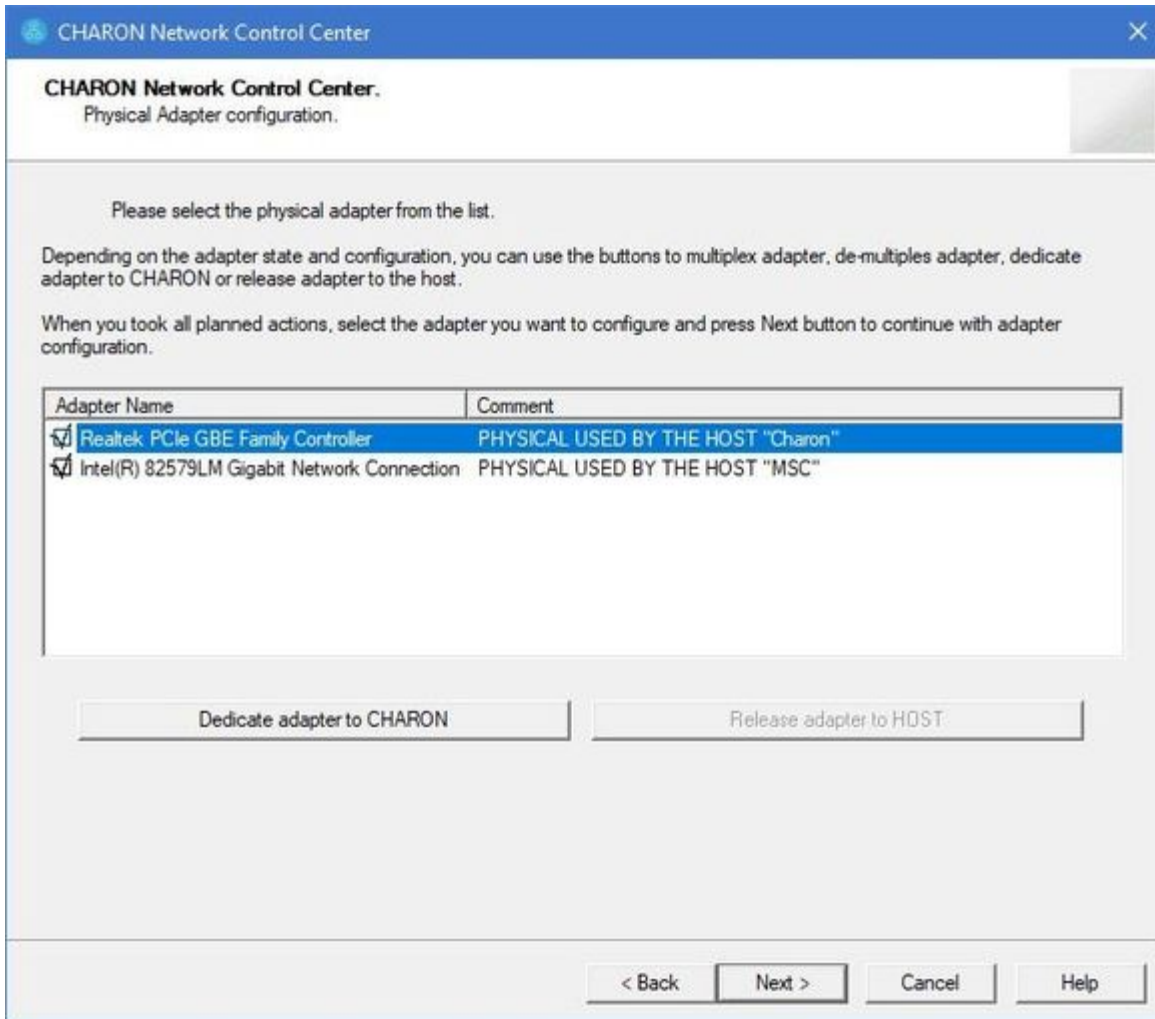 CHARON Network Control Center
CHARON Network Control Center.
Physical Adapter configuration.
Please select the physical adapter from the list.
Depending on the adapter state and configuration, you can use the buttons to multiplex adapter, de-multiples adapter, dedicate
adapter to CHARON or release adapter to the host.
When you took all planned actions, select the adapter you want to configure and press Next button to continue with adapter
configuration.
Adapter Name Comment
Realtek PCIe GBE Family Controller PHYSICAL USED BY THE HOST "Charon"
Intel(R) 82579LM Gigabit Network Connection PHYSICAL USED BY THE HOST "MSC"
Dedicate adapter to CHARON Release adapter to HOST
< Back Next > Cancel Help